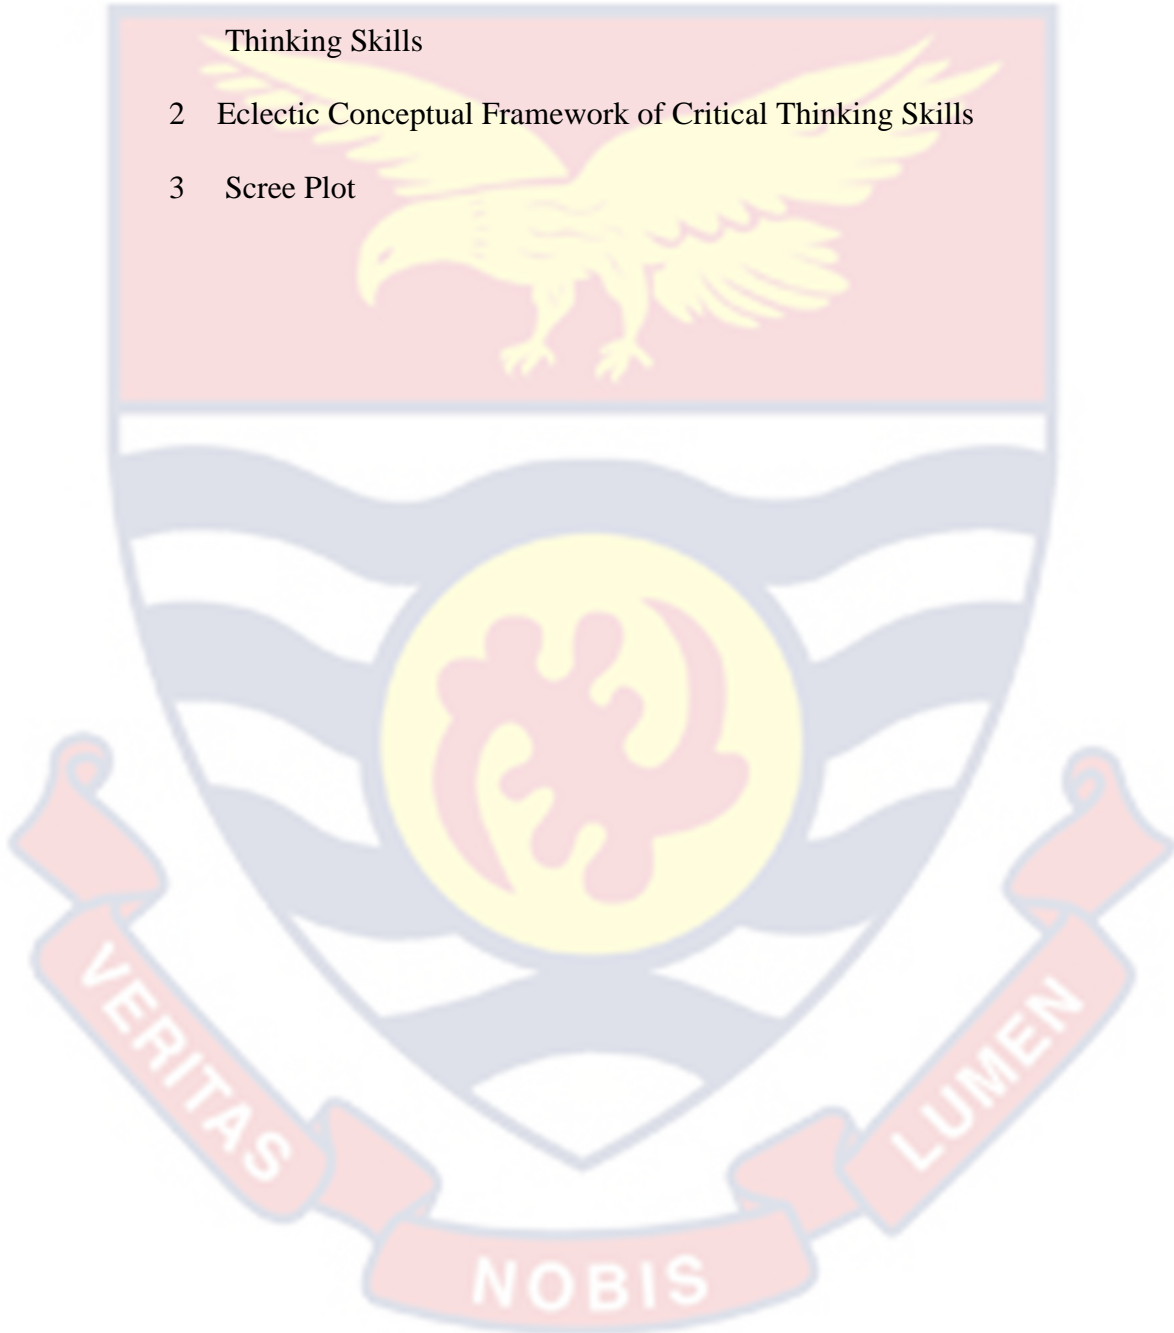 Thinking Skills
2 Eclectic Conceptual Framework of Critical Thinking Skills
3 Scree Plot
VERITAS
NOBIS
LUMEN